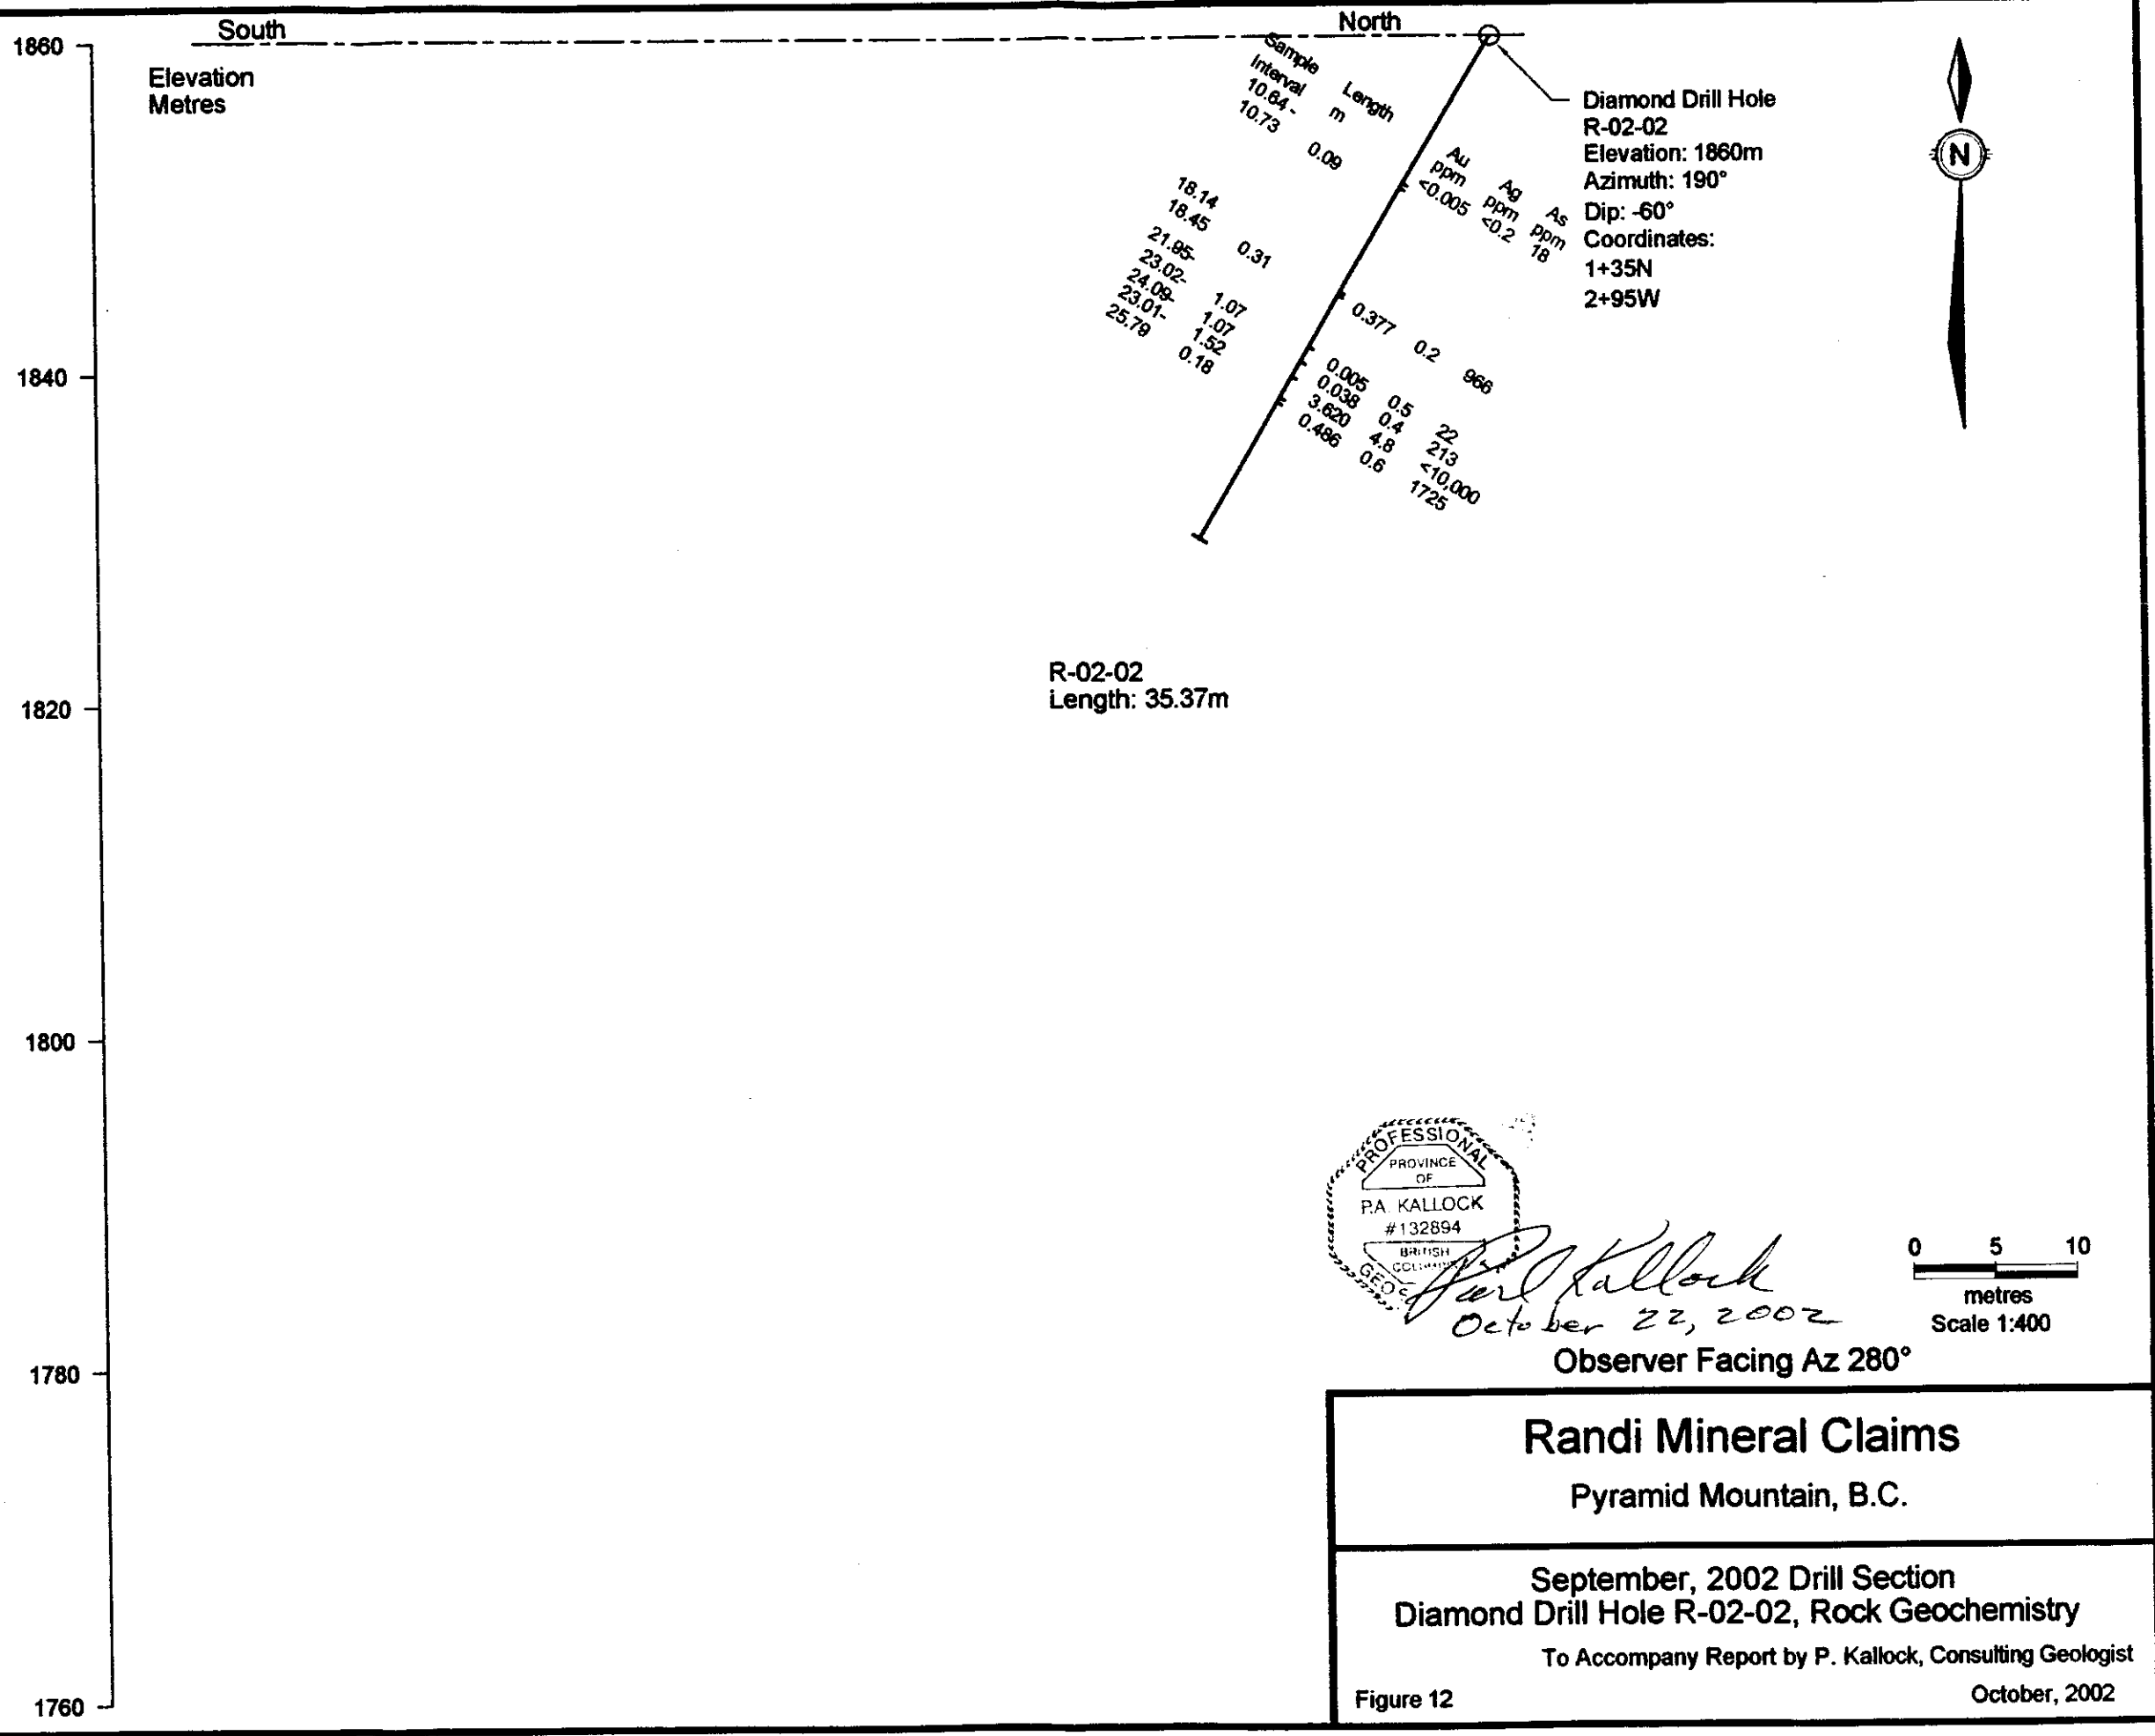 South
North
1860
Elevation
Metres
1840
1820
1800
1780
1760
Sample
Interval
Length
m
10.64-
10.73
0.09
18.14
18.45
0.31
21.95-
23.02-
24.09-
23.01-
25.79
1.07
1.07
1.52
0.18
Au
ppm
<0.005
Ag
ppm
<0.2
As
ppm
18
0.377 0.2 966
0.005 0.5 22
0.038 0.4 213
3.620 4.8 <10,000
0.486 0.6 1725
Diamond Drill Hole
R-02-02
Elevation: 1860m
Azimuth: 190°
Dip: -60°
Coordinates:
1+35N
2+95W
N
R-02-02
Length: 35.37m
PROFESSIONAL
PROVINCE
OF
P.A. KALLOCK
#132894
BRITISH
Kallock
October 22, 2002
0 5 10
metres
Scale 1:400
Observer Facing Az 280°
Randi Mineral Claims
Pyramid Mountain, B.C.
September, 2002 Drill Section
Diamond Drill Hole R-02-02, Rock Geochemistry
To Accompany Report by P. Kallock, Consulting Geologist
Figure 12
October, 2002